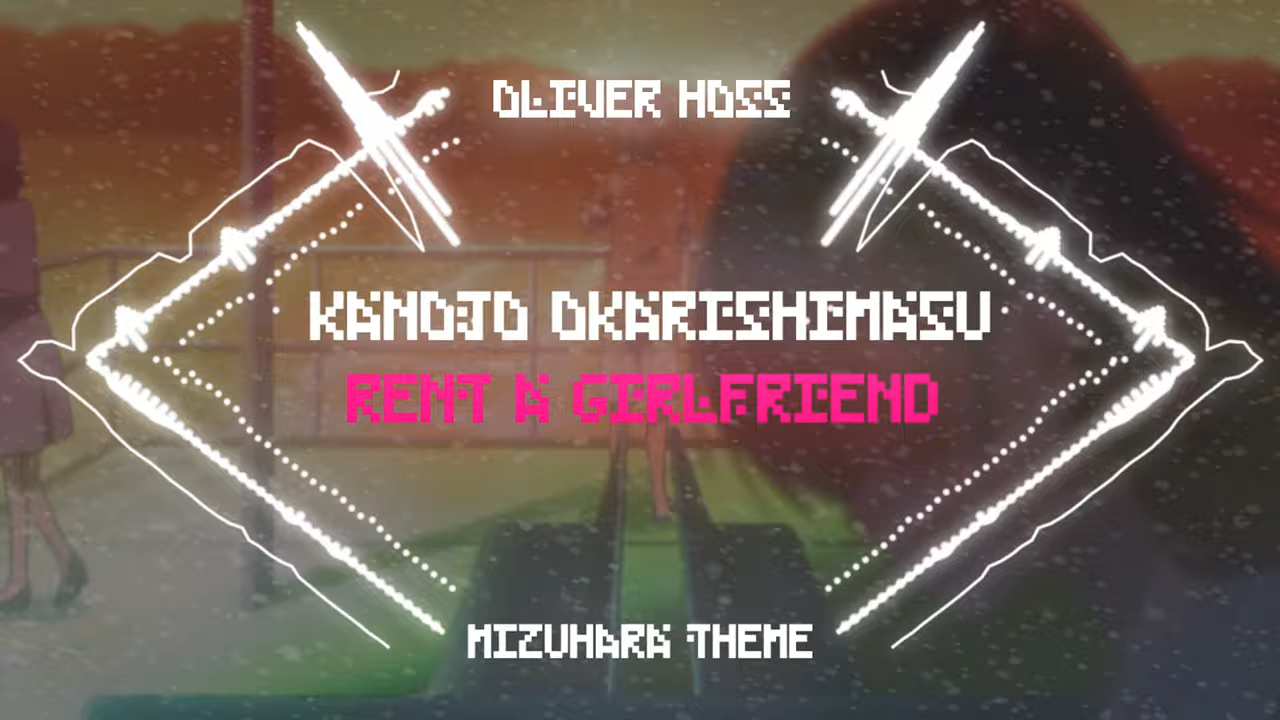 OLIVER HOSS
KANOJO OKARISHIMASU
RENT A GIRLFRIEND
MIZUHARA THEME